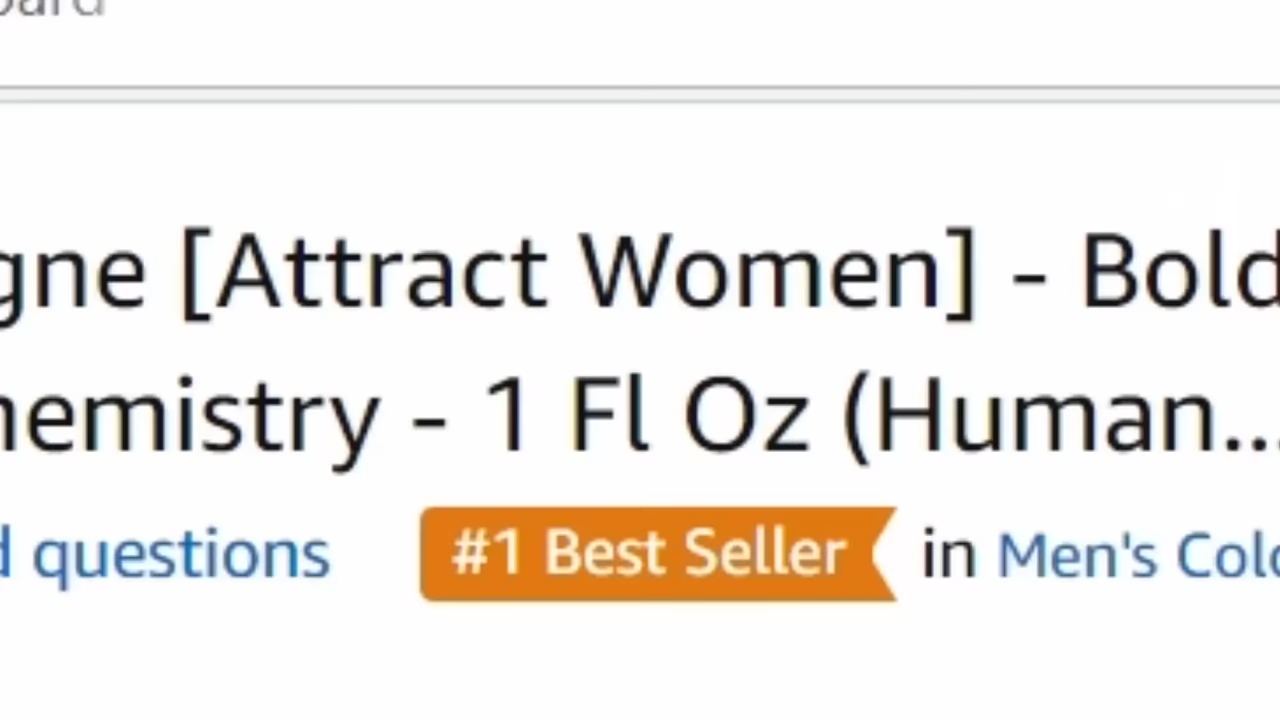 gne [Attract Women] - Bold
hemistry - 1 Fl Oz (Human...
d questions #1 Best Seller in Men's Colo